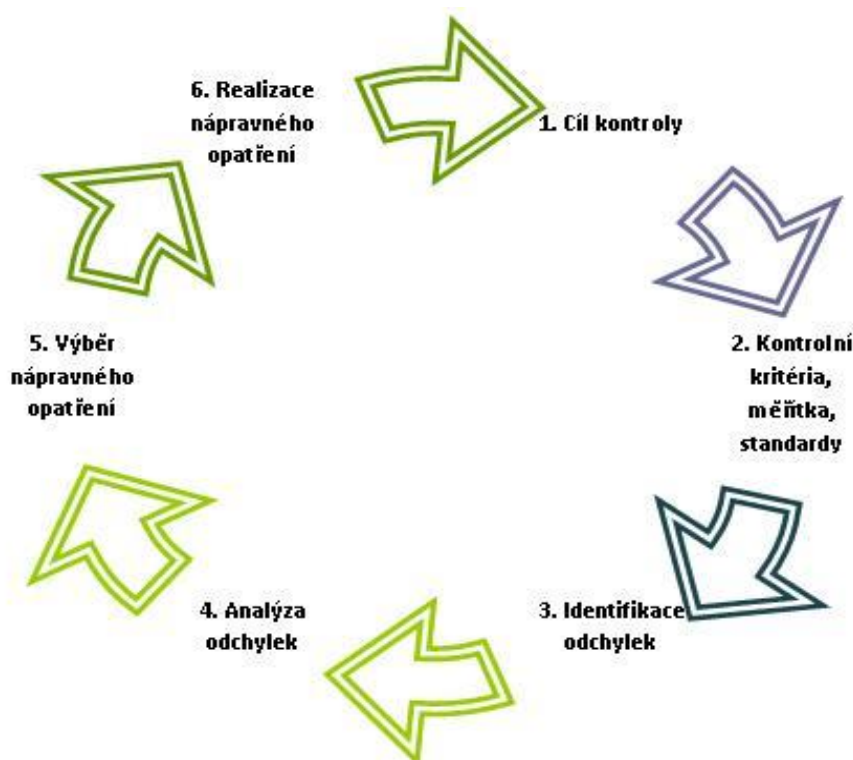 1. Cíl kontroly
2. Kontrolní
kritéria,
měřítka,
standardy
3. Identifikace
odchylek
4. Analýza
odchylek
5. Výběr
nápravného
opatření
6. Realizace
nápravného
opatření